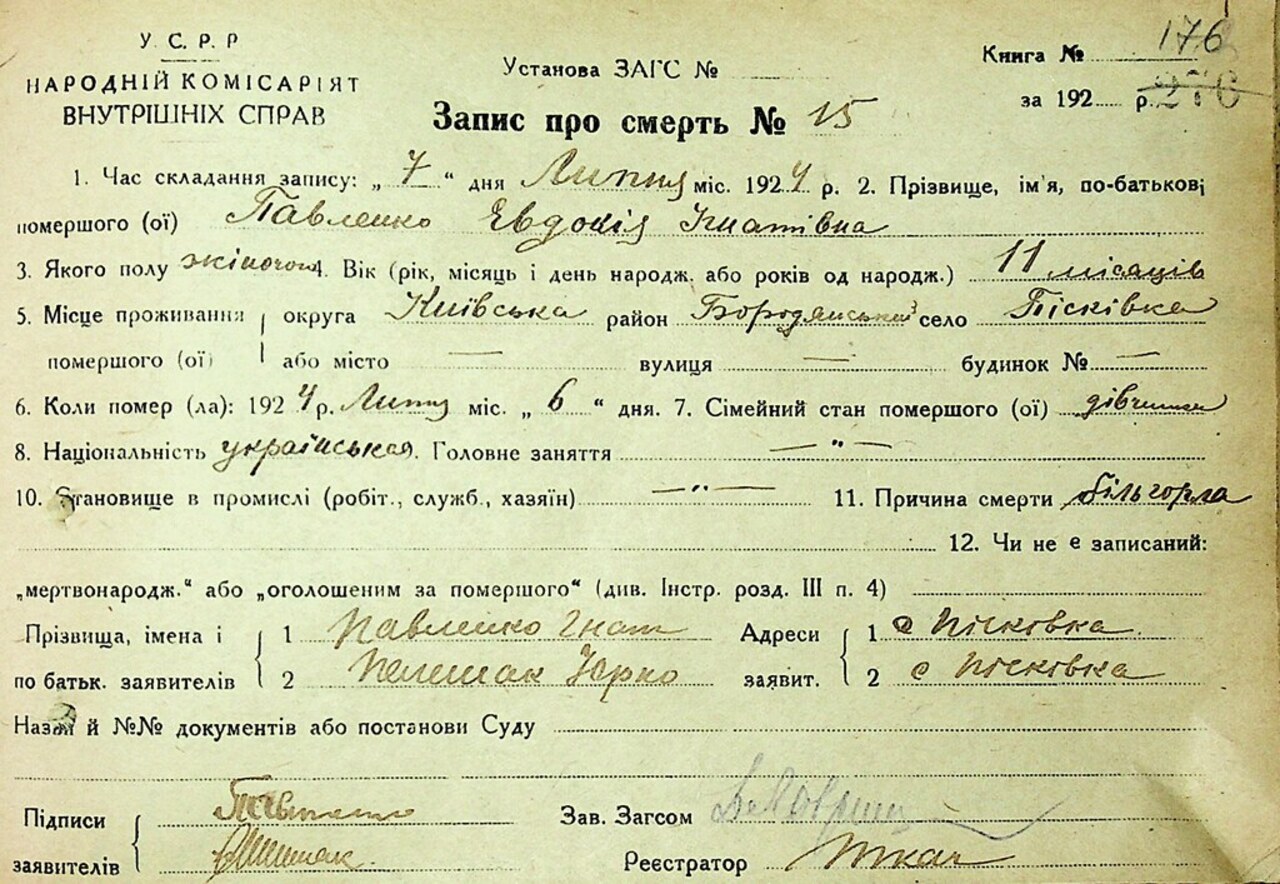 У. С. Р. Р
НАРОДНІЙ КОМІСАРІЯТ
ВНУТРІШНІХ СПРАВ
Установа ЗАГС №
Книга № 176
за 192 р. 276
Запис про смерть № 15
1. Час складання запису: „ 7 “ дня Липця міс. 1924 р. 2. Прізвище, ім'я, по-батькові
помершого (ої) Павленко Евдокія Ігнатівна
3. Якого полу жіночого 4. Вік (рік, місяць і день народж. або років од народж.) 11 місяців
5. Місце проживання округа Київська район Бородянський село Пісківка
помершого (ої) або місто — вулиця — будинок № —
6. Коли помер (ла): 1924 р. Липця міс. „ 6 “ дня. 7. Сімейний стан помершого (ої) дівчинка
8. Національність українська. Головне заняття — „ —
10. Становище в промислі (робіт., служб., хазяїн) — „ — 11. Причина смерти біль горла
12. Чи не є записаний:
„мертвонародж.“ або „оголошеним за помершого“ (див. Інстр. розд. III п. 4)
Прізвища, імена і 1 Павленко Гнат Адреси 1 с Пісковка
по батьк. заявителів 2 Пелешак Юрко заявит. 2 с Пісковка
Назви й №№ документів або постанови Суду
Підписи Зав. Загсом
заявителів Реєстратор Ткач